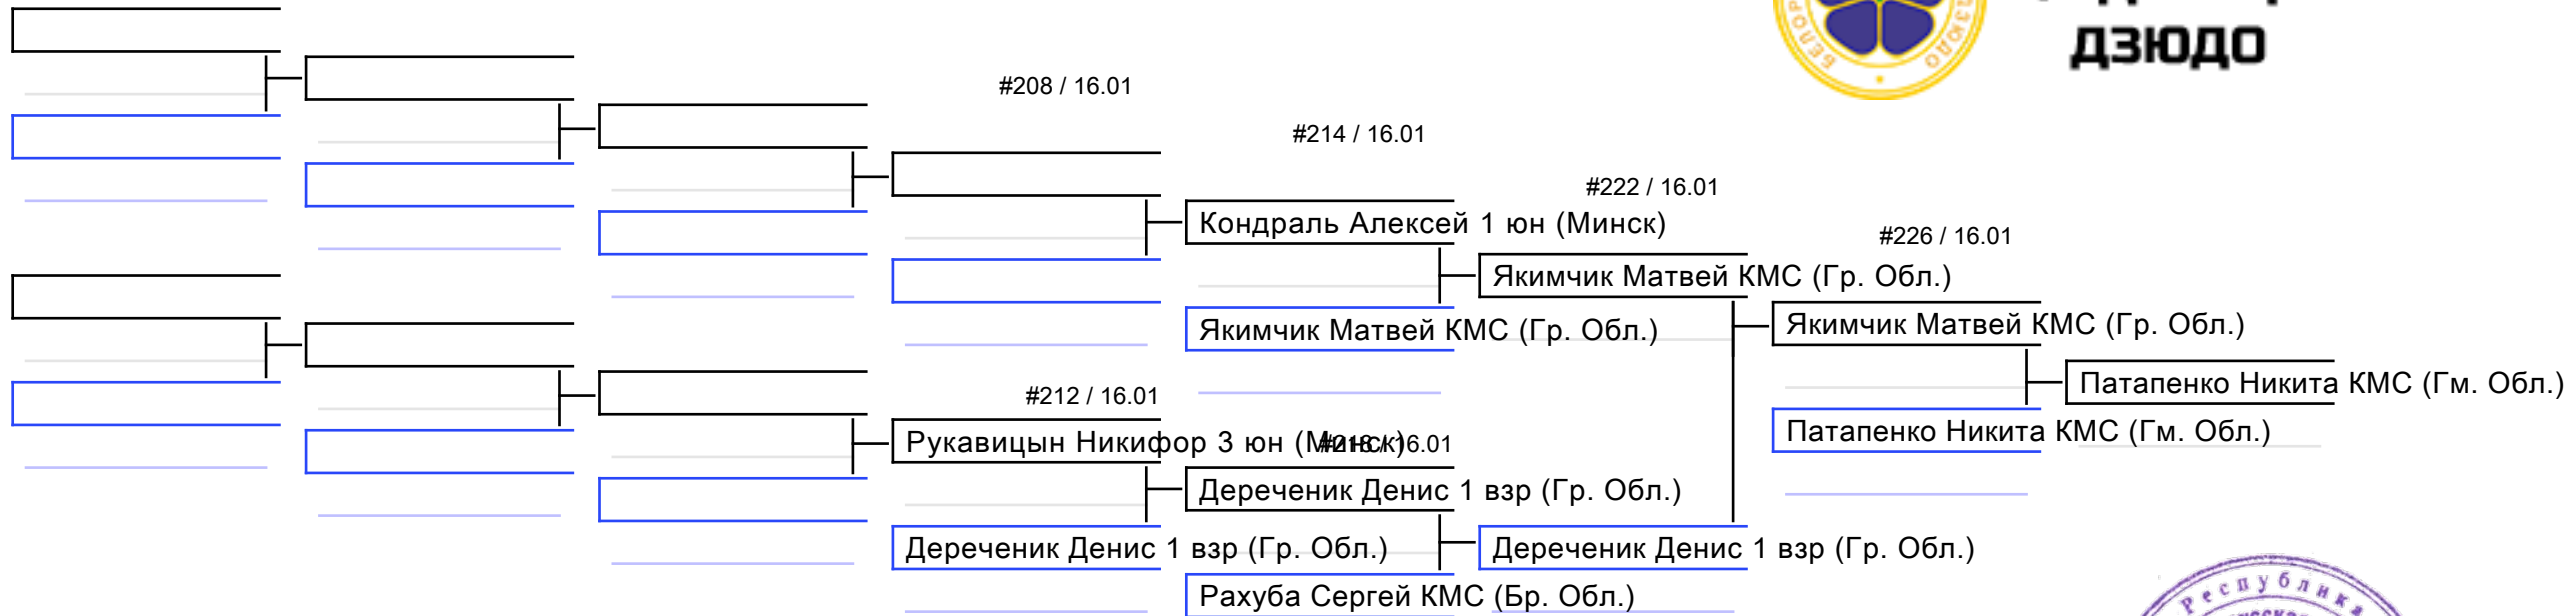 ДЗЮДО
#208 / 16.01
#214 / 16.01
#222 / 16.01
Кондраль Алексей 1 юн (Минск)
#226 / 16.01
Якимчик Матвей КМС (Гр. Обл.)
Якимчик Матвей КМС (Гр. Обл.)
Якимчик Матвей КМС (Гр. Обл.)
Патапенко Никита КМС (Гм. Обл.)
#212 / 16.01
Патапенко Никита КМС (Гм. Обл.)
Рукавицын Никифор 3 юн (Минск)
16.01
Дереченик Денис 1 взр (Гр. Обл.)
Дереченик Денис 1 взр (Гр. Обл.)
Дереченик Денис 1 взр (Гр. Обл.)
Рахуба Сергей КМС (Бр. Обл.)
Республика